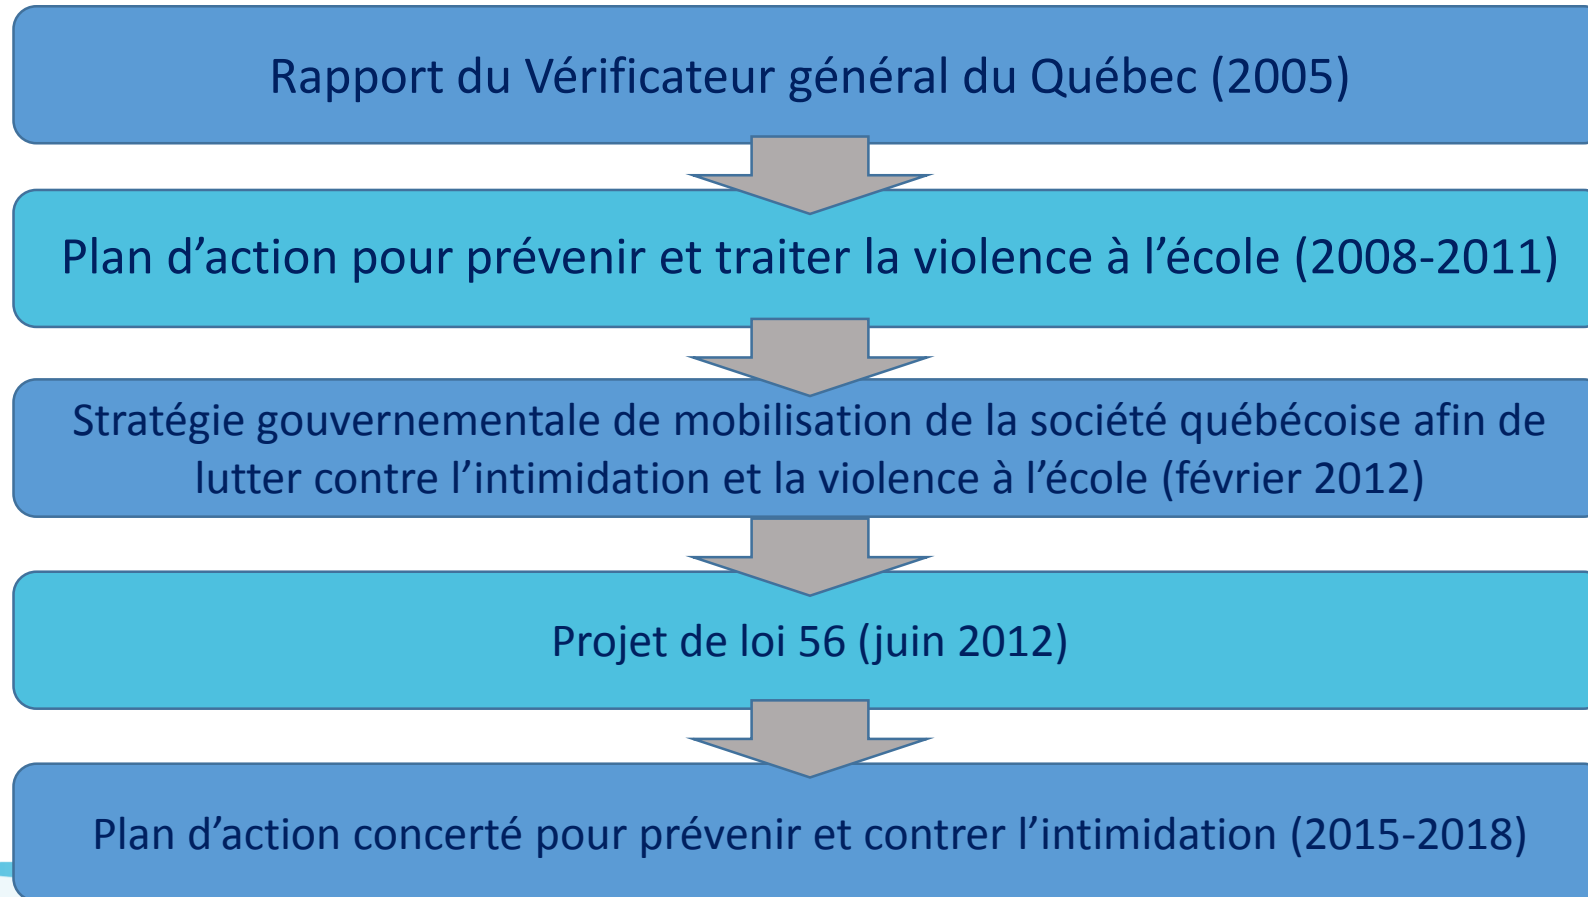 Rapport du Vérificateur général du Québec (2005)
Plan d’action pour prévenir et traiter la violence à l’école (2008-2011)
Stratégie gouvernementale de mobilisation de la société québécoise afin de
lutter contre l’intimidation et la violence à l’école (février 2012)
Projet de loi 56 (juin 2012)
Plan d’action concerté pour prévenir et contrer l’intimidation (2015-2018)